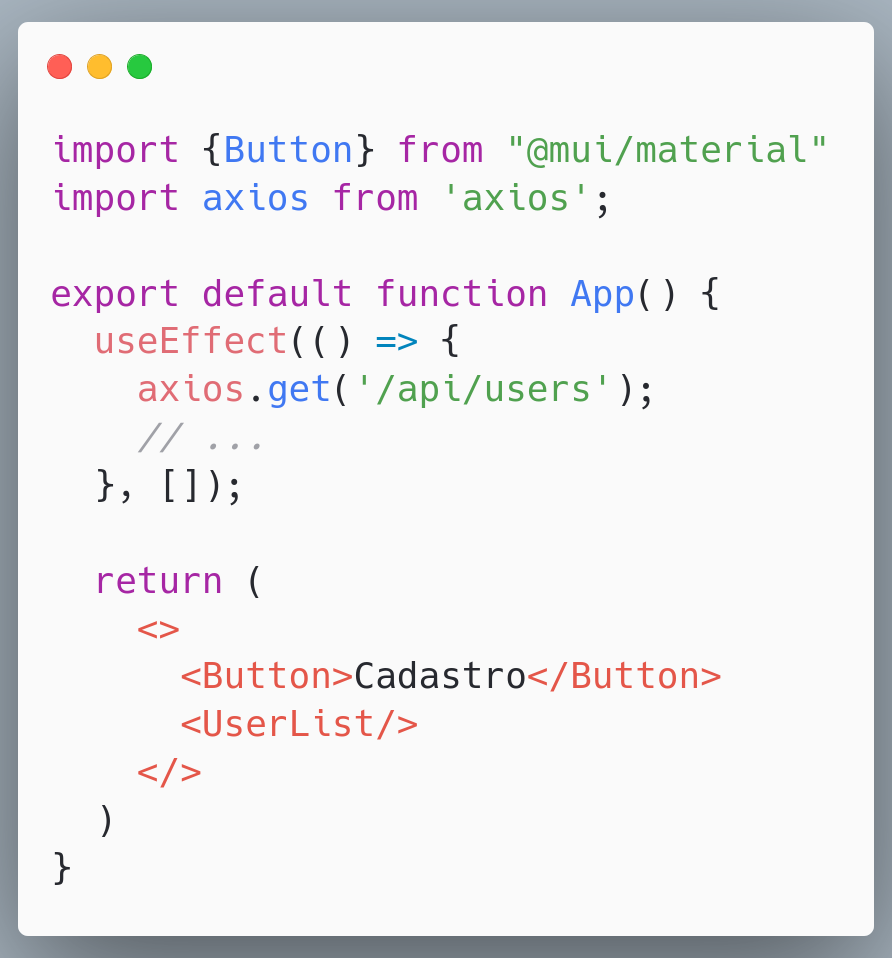 import {Button} from "@mui/material"
import axios from 'axios';
export default function App() {
  useEffect(() => {
    axios.get('/api/users');
    // ...
  }, []);
  return (
    <>
      <Button>Cadastro</Button>
      <UserList/>
    </>
  )
}